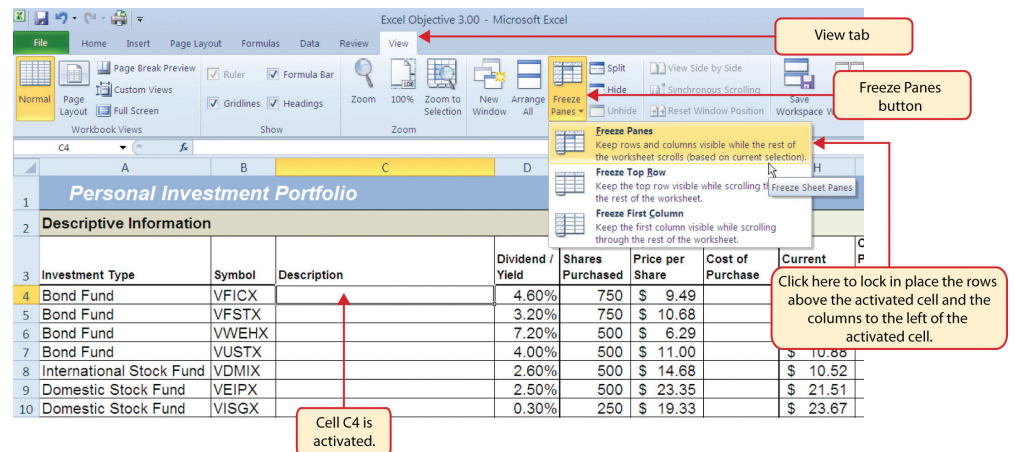 Excel Objective 3.00 - Microsoft Excel
File Home Insert Page Layout Formulas Data Review View
View tab
Normal
Page Layout
Page Break Preview
Custom Views
Full Screen
Workbook Views
Ruler
Formula Bar
Gridlines
Headings
Show
Zoom
100%
Zoom to Selection
Zoom
New Window
Arrange All
Freeze Panes
Split
Hide
Unhide
View Side by Side
Synchronous Scrolling
Reset Window Position
Save Workspace
Freeze Panes button
Freeze Panes
Keep rows and columns visible while the rest of
the worksheet scrolls (based on current selection).
Freeze Top Row
Keep the top row visible while scrolling
the rest of the worksheet.
Freeze First Column
Keep the first column visible while scrolling
through the rest of the worksheet.
Freeze Sheet Panes
C4 fx
A B C D H
1 Personal Investment Portfolio
2 Descriptive Information
3 Investment Type Symbol Description Dividend / Yield Shares Purchased Price per Share Cost of Purchase Current
4 Bond Fund VFICX 4.60% 750 $ 9.49
5 Bond Fund VFSTX 3.20% 750 $ 10.68
6 Bond Fund VWEHX 7.20% 500 $ 6.29
7 Bond Fund VUSTX 4.00% 500 $ 11.00 $ 10.88
8 International Stock Fund VDMIX 2.60% 500 $ 14.68 $ 10.52
9 Domestic Stock Fund VEIPX 2.50% 500 $ 23.35 $ 21.51
10 Domestic Stock Fund VISGX 0.30% 250 $ 19.33 $ 23.67
Click here to lock in place the rows
above the activated cell and the
columns to the left of the
activated cell.
Cell C4 is
activated.